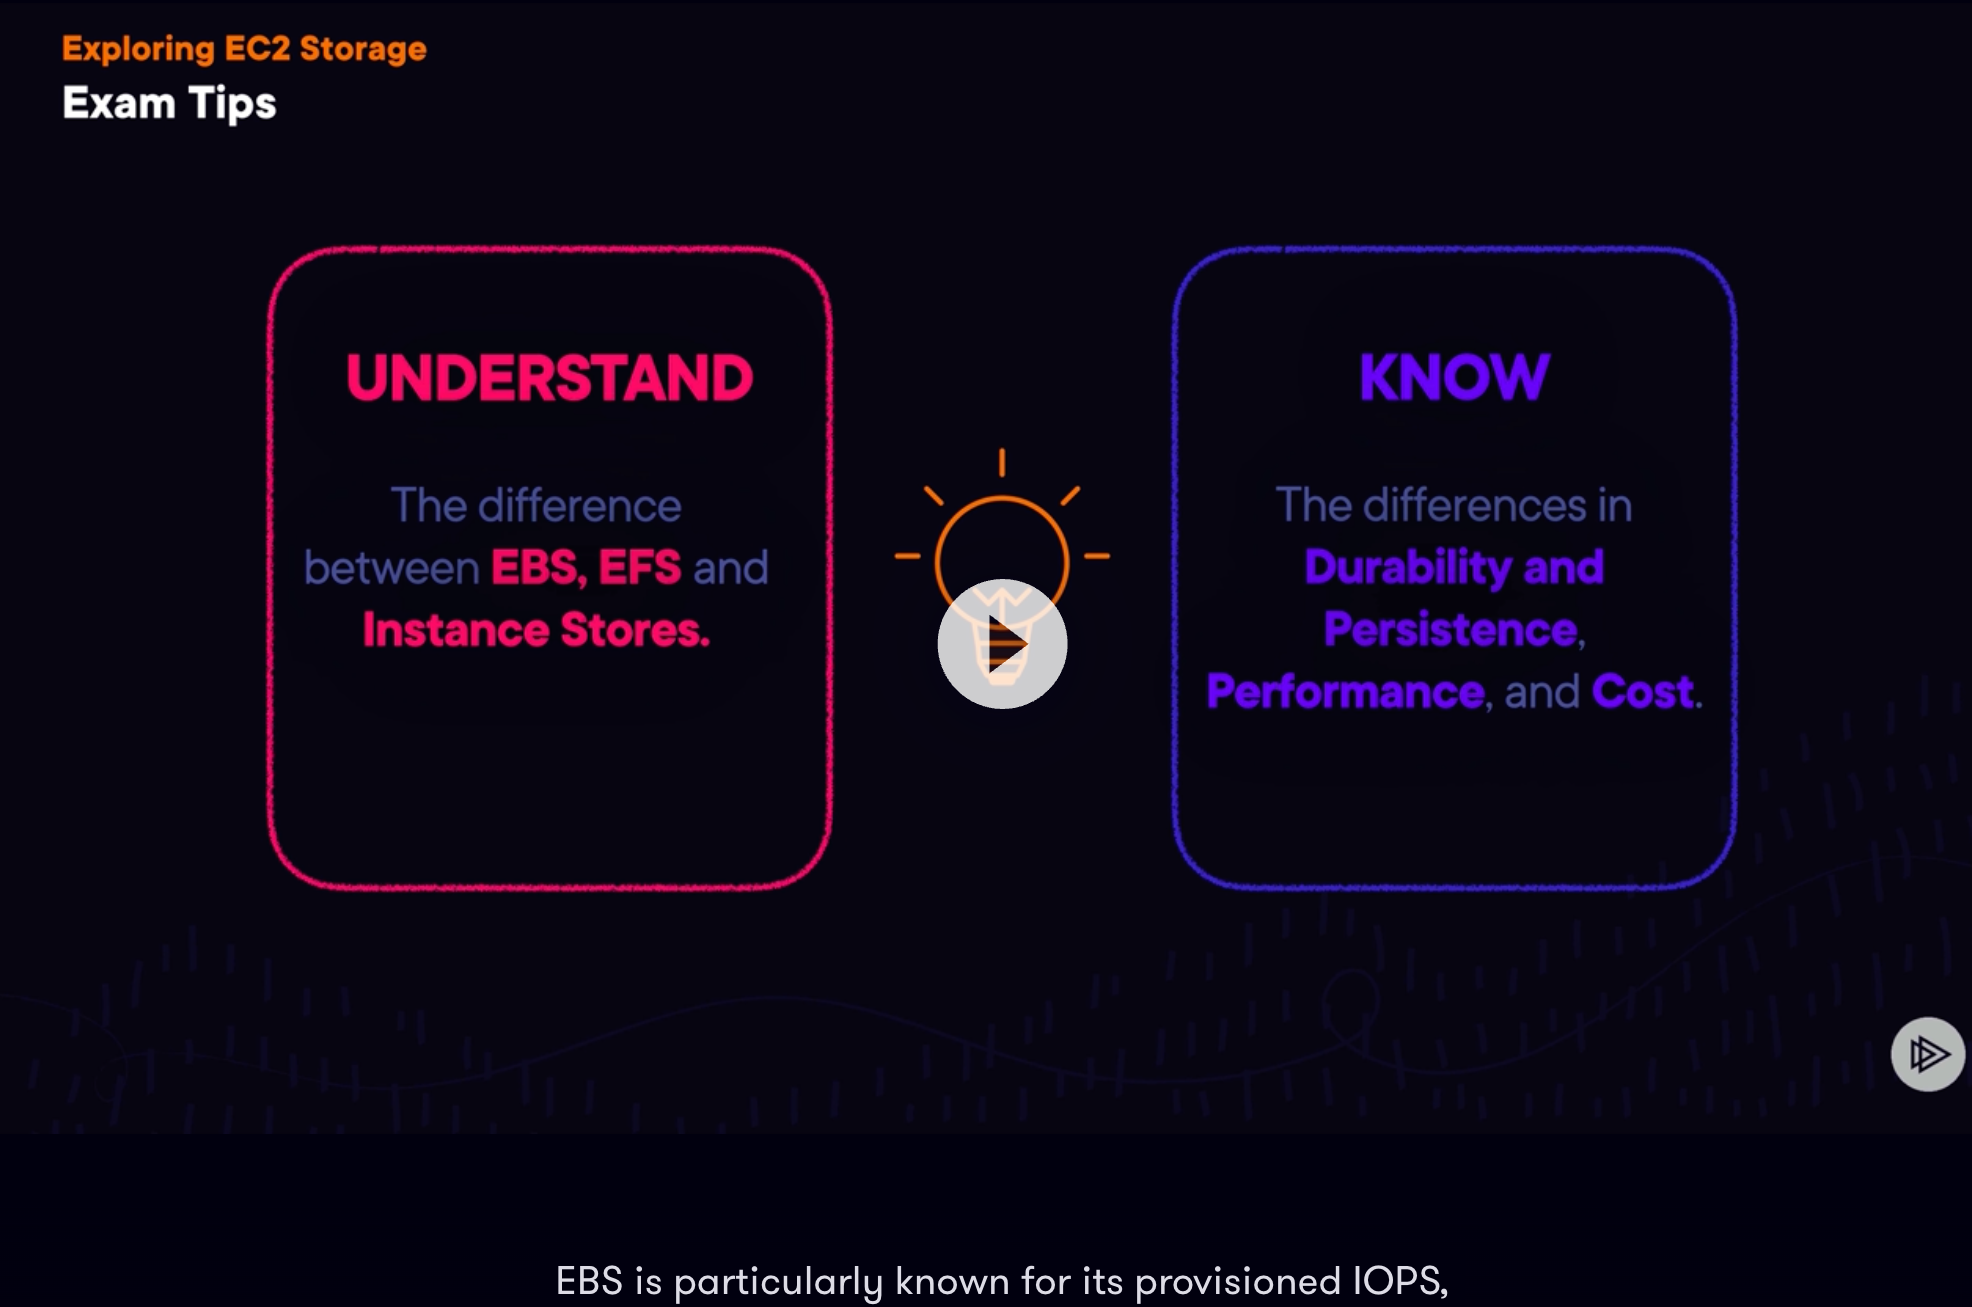 Exploring EC2 Storage
Exam Tips
UNDERSTAND
The difference
between EBS, EFS and
Instance Stores.
KNOW
The differences in
Durability and
Persistence,
Performance, and Cost.
EBS is particularly known for its provisioned IOPS,